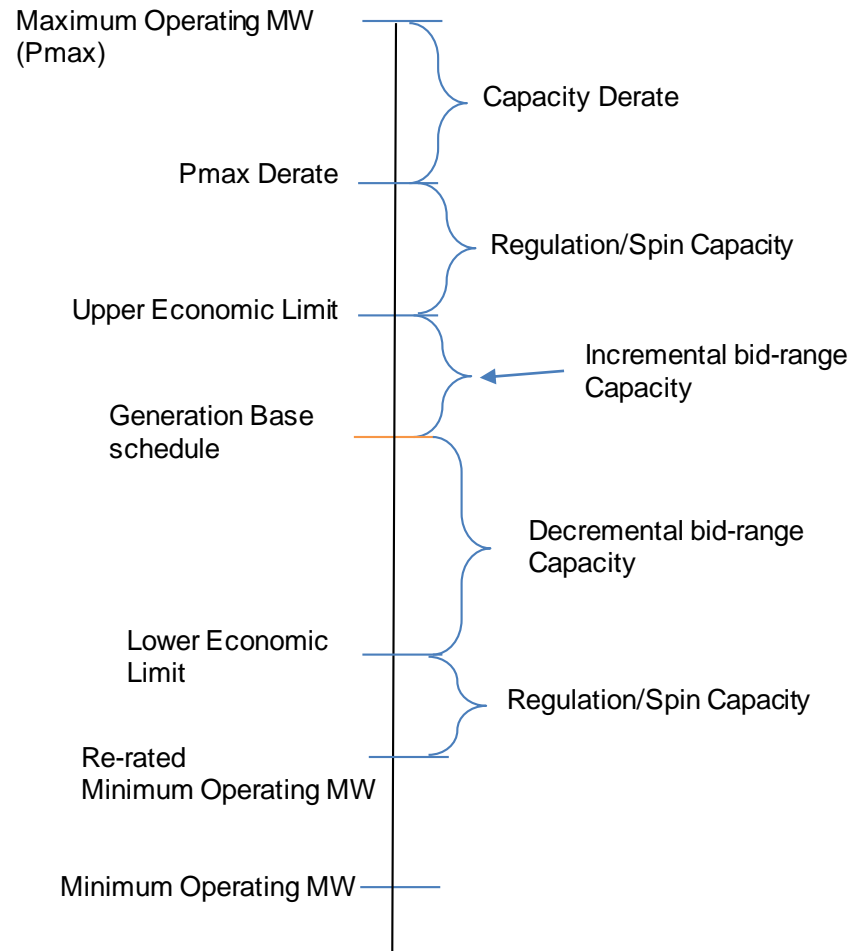 Maximum Operating MW
(Pmax)
Capacity Derate
Pmax Derate
Regulation/Spin Capacity
Upper Economic Limit
Incremental bid-range
Capacity
Generation Base
schedule
Decremental bid-range
Capacity
Lower Economic
Limit
Regulation/Spin Capacity
Re-rated
Minimum Operating MW
Minimum Operating MW